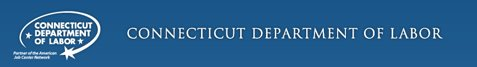 CONNECTICUT
DEPARTMENT
OF LABOR
Partner of the American
Job Center Network
CONNECTICUT DEPARTMENT OF LABOR